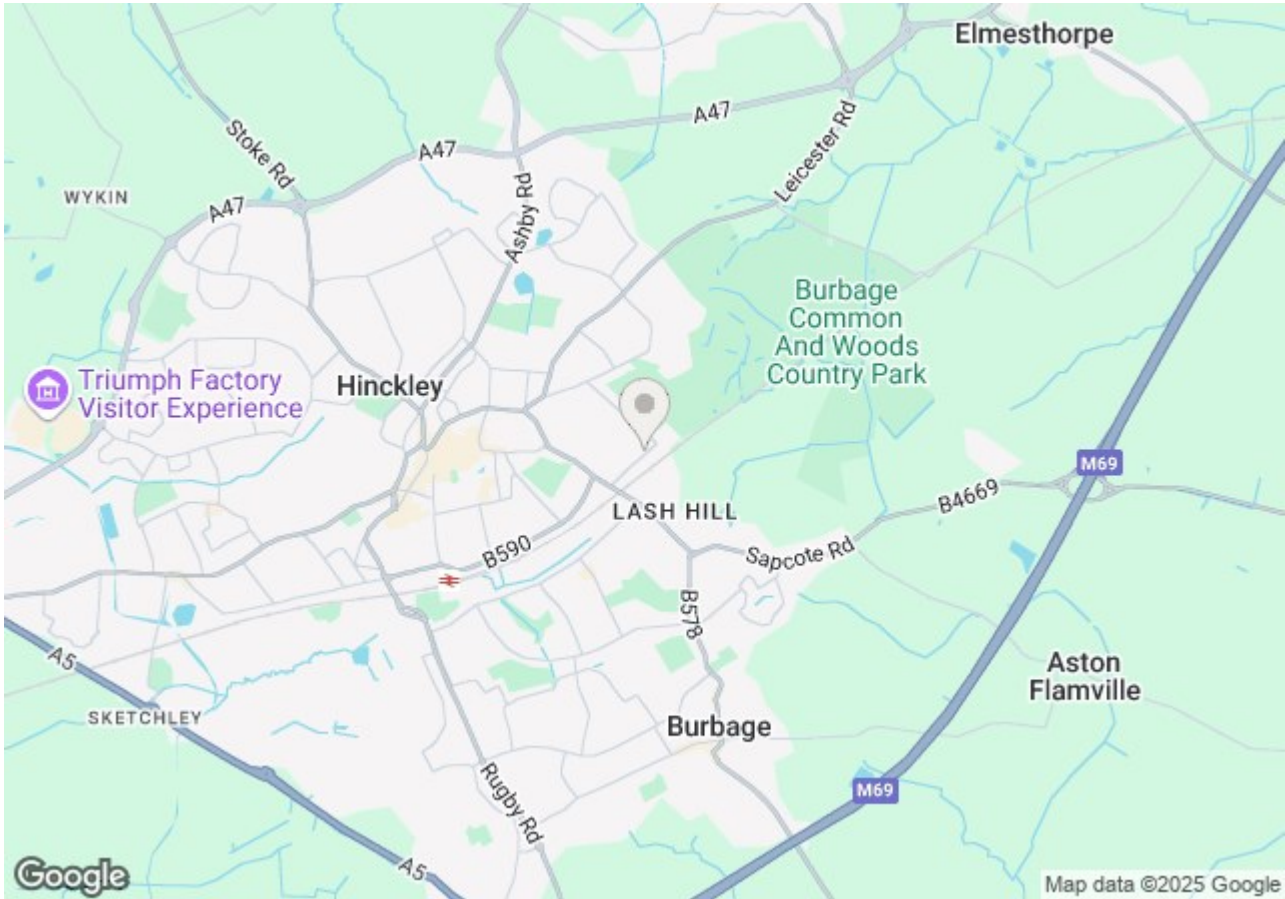 Elmesthorpe
A47
Leicester Rd
Stoke Rd
A47
Ashby Rd
WYKIN
A47
Burbage
Common
And Woods
Country Park
Triumph Factory
Visitor Experience
Hinckley
M69
B4669
LASH HILL
B590
Sapcote Rd
B578
A5
Aston
Flamville
SKETCHLEY
Burbage
Rugby Rd
M69
A5
Google
Map data ©2025 Google